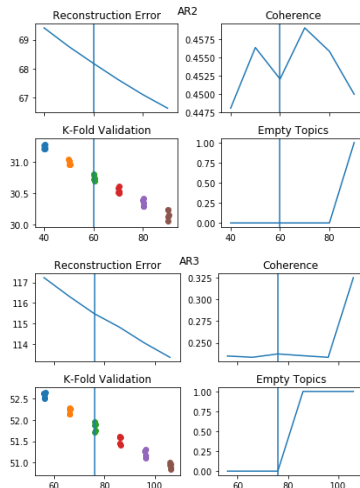 AR2
Reconstruction Error
Coherence
69
68
67
0.4575
0.4550
0.4525
0.4500
0.4475
K-Fold Validation
Empty Topics
31.0
30.5
30.0
1.00
0.75
0.50
0.25
0.00
40 60 80
40 60 80
AR3
Reconstruction Error
Coherence
117
116
115
114
0.325
0.300
0.275
0.250
K-Fold Validation
Empty Topics
52.5
52.0
51.5
51.0
1.00
0.75
0.50
0.25
0.00
60 80 100
60 80 100